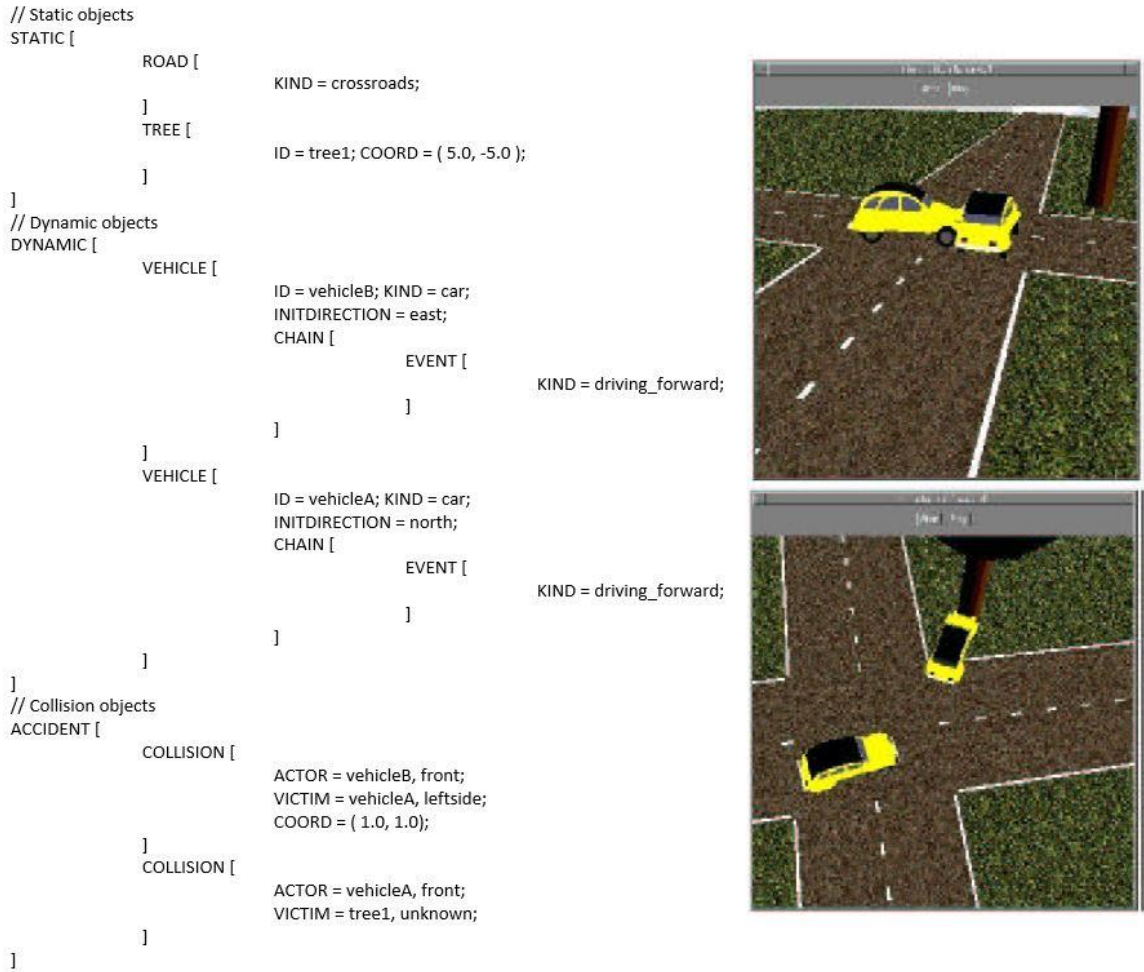 // Static objects
STATIC [
ROAD [
KIND = crossroads;
]
TREE [
ID = tree1; COORD = ( 5.0, -5.0 );
]
]
// Dynamic objects
DYNAMIC [
VEHICLE [
ID = vehicleB; KIND = car;
INITDIRECTION = east;
CHAIN [
EVENT [
KIND = driving_forward;
]
]
]
VEHICLE [
ID = vehicleA; KIND = car;
INITDIRECTION = north;
CHAIN [
EVENT [
KIND = driving_forward;
]
]
]
]
// Collision objects
ACCIDENT [
COLLISION [
ACTOR = vehicleB, front;
VICTIM = vehicleA, leftside;
COORD = ( 1.0, 1.0);
]
COLLISION [
ACTOR = vehicleA, front;
VICTIM = tree1, unknown;
]
]